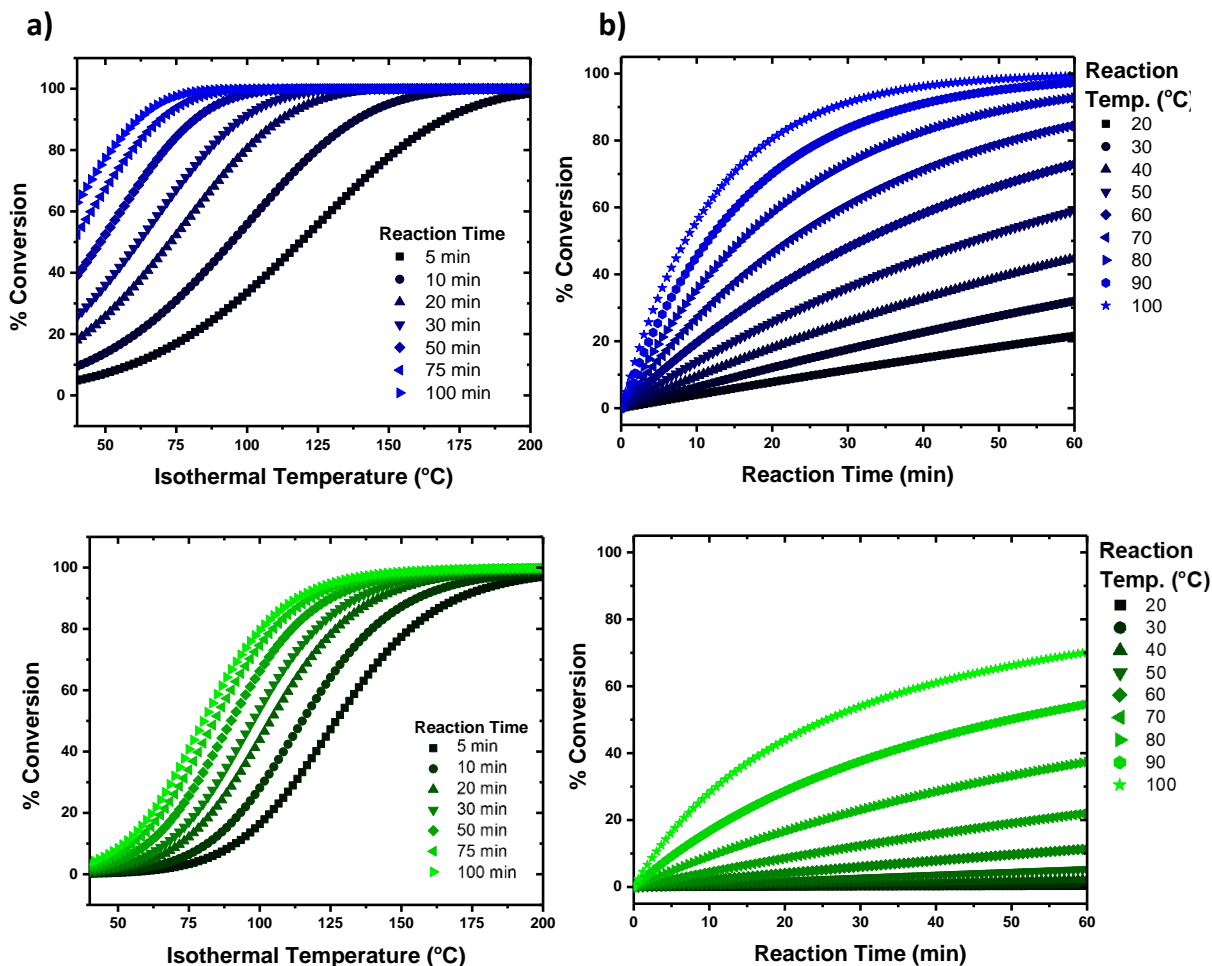 a)
100
80
60
40
20
0
% Conversion
50 75 100 125 150 175 200
Isothermal Temperature (ºC)
Reaction Time
5 min
10 min
20 min
30 min
50 min
75 min
100 min
b)
100
80
60
40
20
0
% Conversion
0 10 20 30 40 50 60
Reaction Time (min)
Reaction
Temp. (°C)
20
30
40
50
60
70
80
90
100
100
80
60
40
20
0
% Conversion
50 75 100 125 150 175 200
Isothermal Temperature (ºC)
Reaction Time
5 min
10 min
20 min
30 min
50 min
75 min
100 min
100
80
60
40
20
0
% Conversion
0 10 20 30 40 50 60
Reaction Time (min)
Reaction
Temp. (°C)
20
30
40
50
60
70
80
90
100